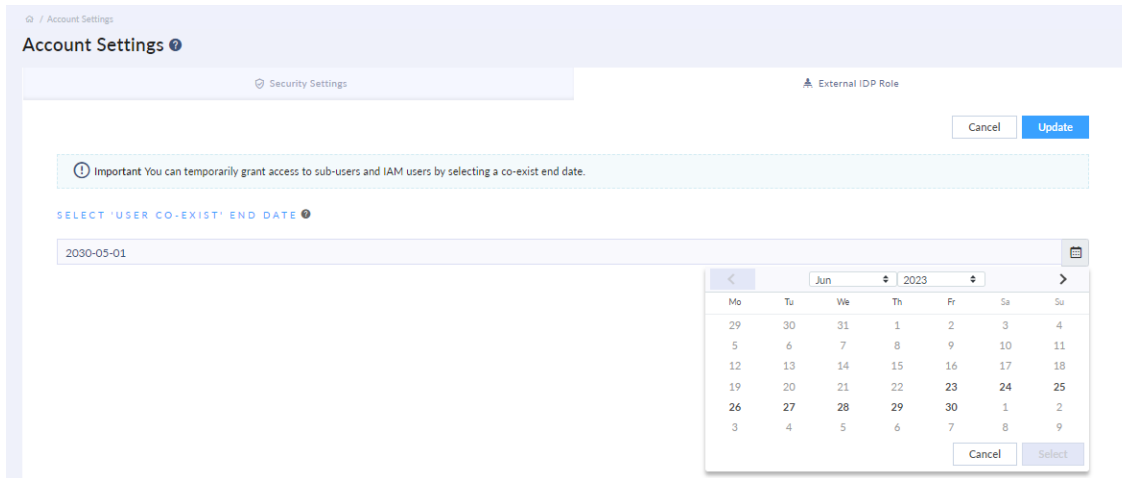 / Account Settings
Account Settings ?
Security Settings
External IDP Role
Cancel Update
! Important You can temporarily grant access to sub-users and IAM users by selecting a co-exist end date.
SELECT 'USER CO-EXIST' END DATE ?
2030-05-01
< Jun 2023 >
Mo Tu We Th Fr Sa Su
29 30 31 1 2 3 4
5 6 7 8 9 10 11
12 13 14 15 16 17 18
19 20 21 22 23 24 25
26 27 28 29 30 1 2
3 4 5 6 7 8 9
Cancel Select